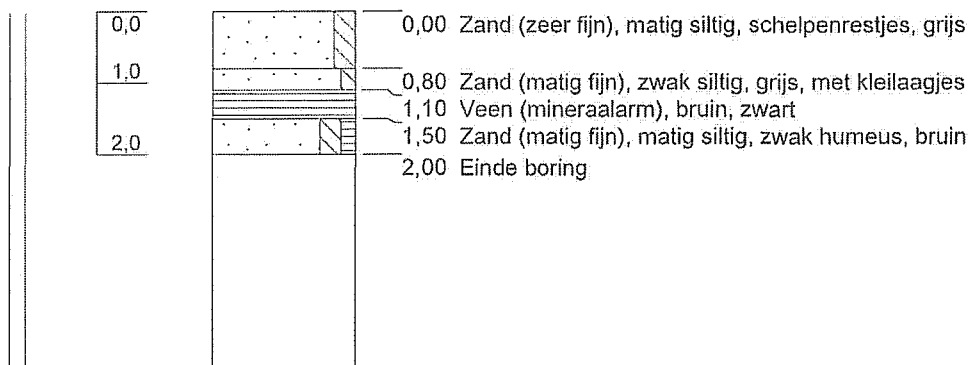 0,0
0,00 Zand (zeer fijn), matig siltig, schelpenrestjes, grijs
1,0
0,80 Zand (matig fijn), zwak siltig, grijs, met kleilaagjes
1,10 Veen (mineraalarm), bruin, zwart
2,0
1,50 Zand (matig fijn), matig siltig, zwak humeus, bruin
2,00 Einde boring